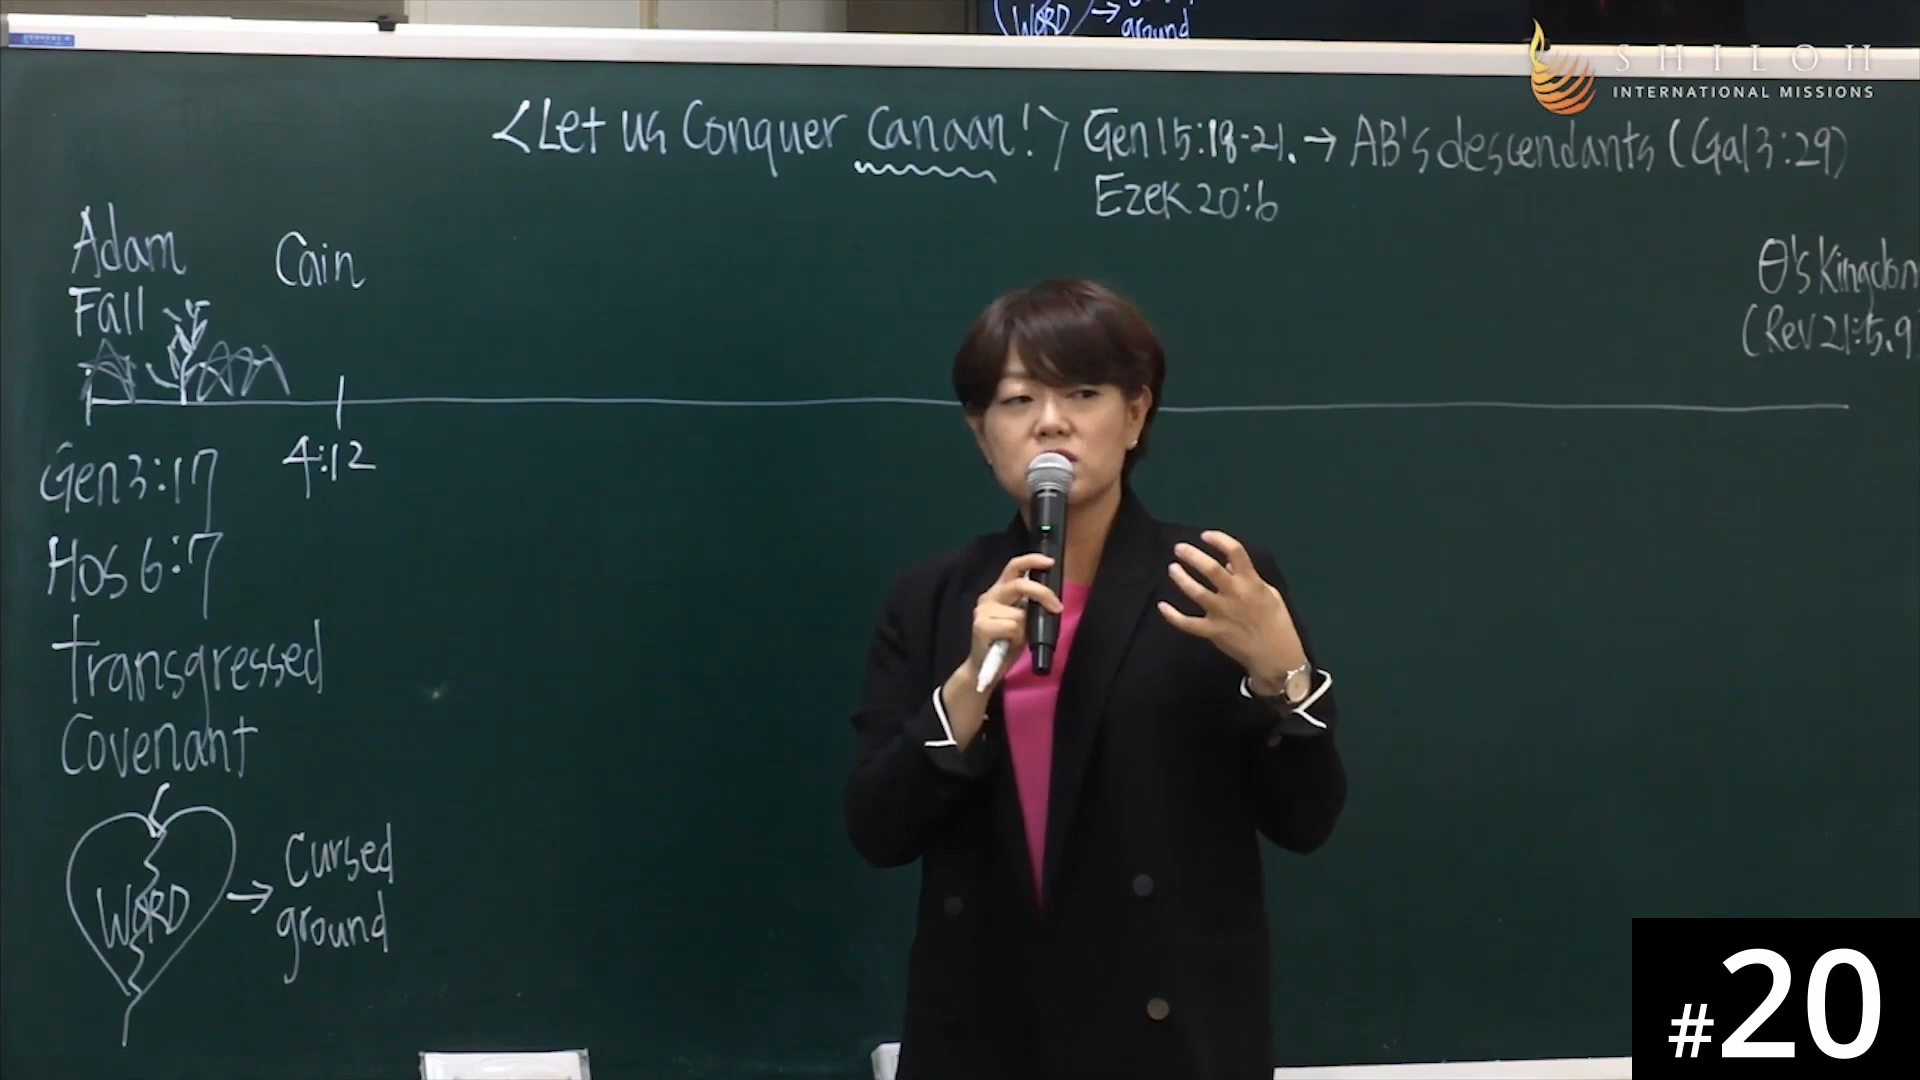 WORD →
ground
SHILOH
INTERNATIONAL MISSIONS
<Let us Conquer Canaan!> Gen 15:18-21. → AB's descendants (Gal 3:29)
Ezek 20:6
Adam
Fall
Cain
Θ's Kingdom
(Rev 21:5.9
Gen 3:17
4:12
Hos 6:7
Transgressed
Covenant
WORD → Cursed
ground
#20